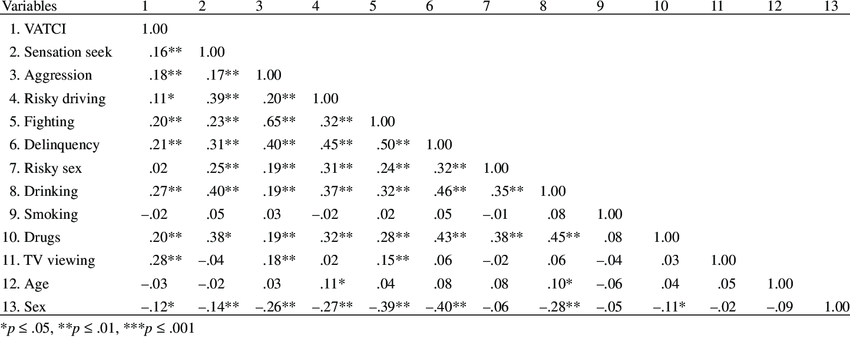 Variables 1 2 3 4 5 6 7 8 9 10 11 12 13
1. VATCI 1.00
2. Sensation seek .16** 1.00
3. Aggression .18** .17** 1.00
4. Risky driving .11* .39** .20** 1.00
5. Fighting .20** .23** .65** .32** 1.00
6. Delinquency .21** .31** .40** .45** .50** 1.00
7. Risky sex .02 .25** .19** .31** .24** .32** 1.00
8. Drinking .27** .40** .19** .37** .32** .46** .35** 1.00
9. Smoking –.02 .05 .03 –.02 .02 .05 –.01 .08 1.00
10. Drugs .20** .38* .19** .32** .28** .43** .38** .45** .08 1.00
11. TV viewing .28** –.04 .18** .02 .15** .06 –.02 .06 –.04 .03 1.00
12. Age –.03 –.02 .03 .11* .04 .08 .08 .10* –.06 .04 .05 1.00
13. Sex –.12* –.14** –.26** –.27** –.39** –.40** –.06 –.28** –.05 –.11* –.02 –.09 1.00
*p ≤ .05, **p ≤ .01, ***p ≤ .001